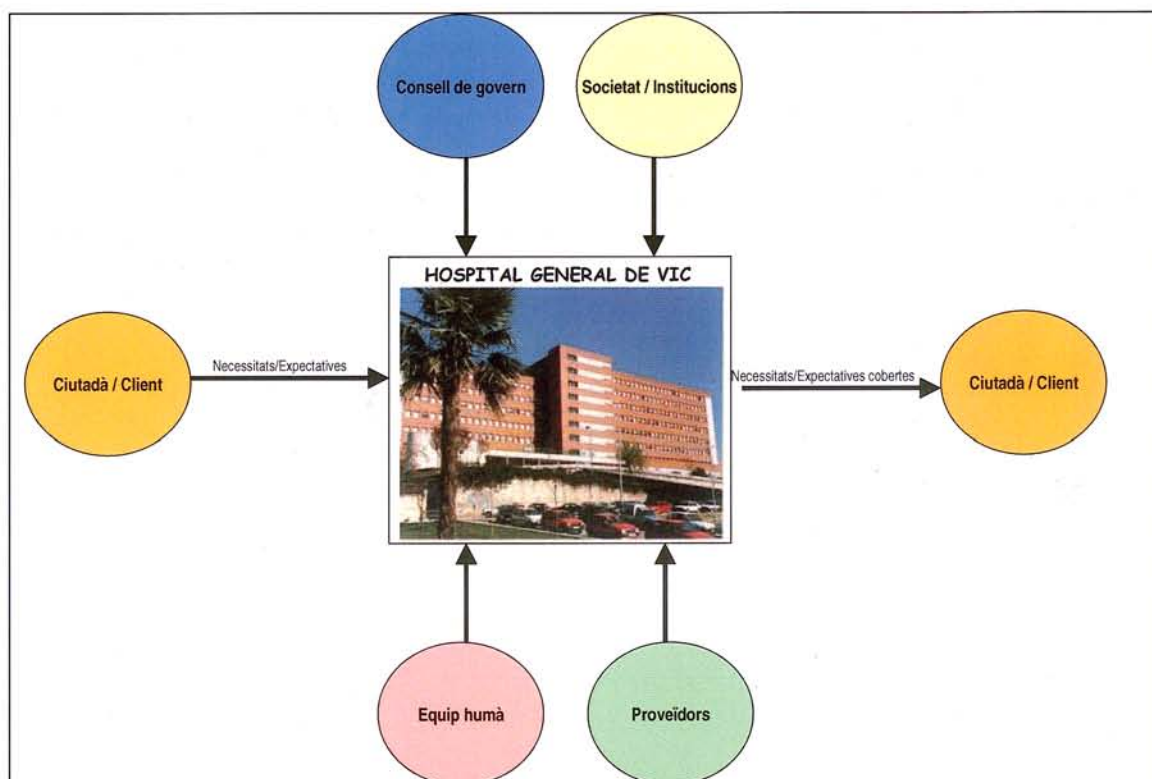 Consell de govern
Societat / Institucions
HOSPITAL GENERAL DE VIC
Ciutadà / Client
Necessitats/Expectatives
Necessitats/Expectatives cobertes
Ciutadà / Client
Equip humà
Proveïdors